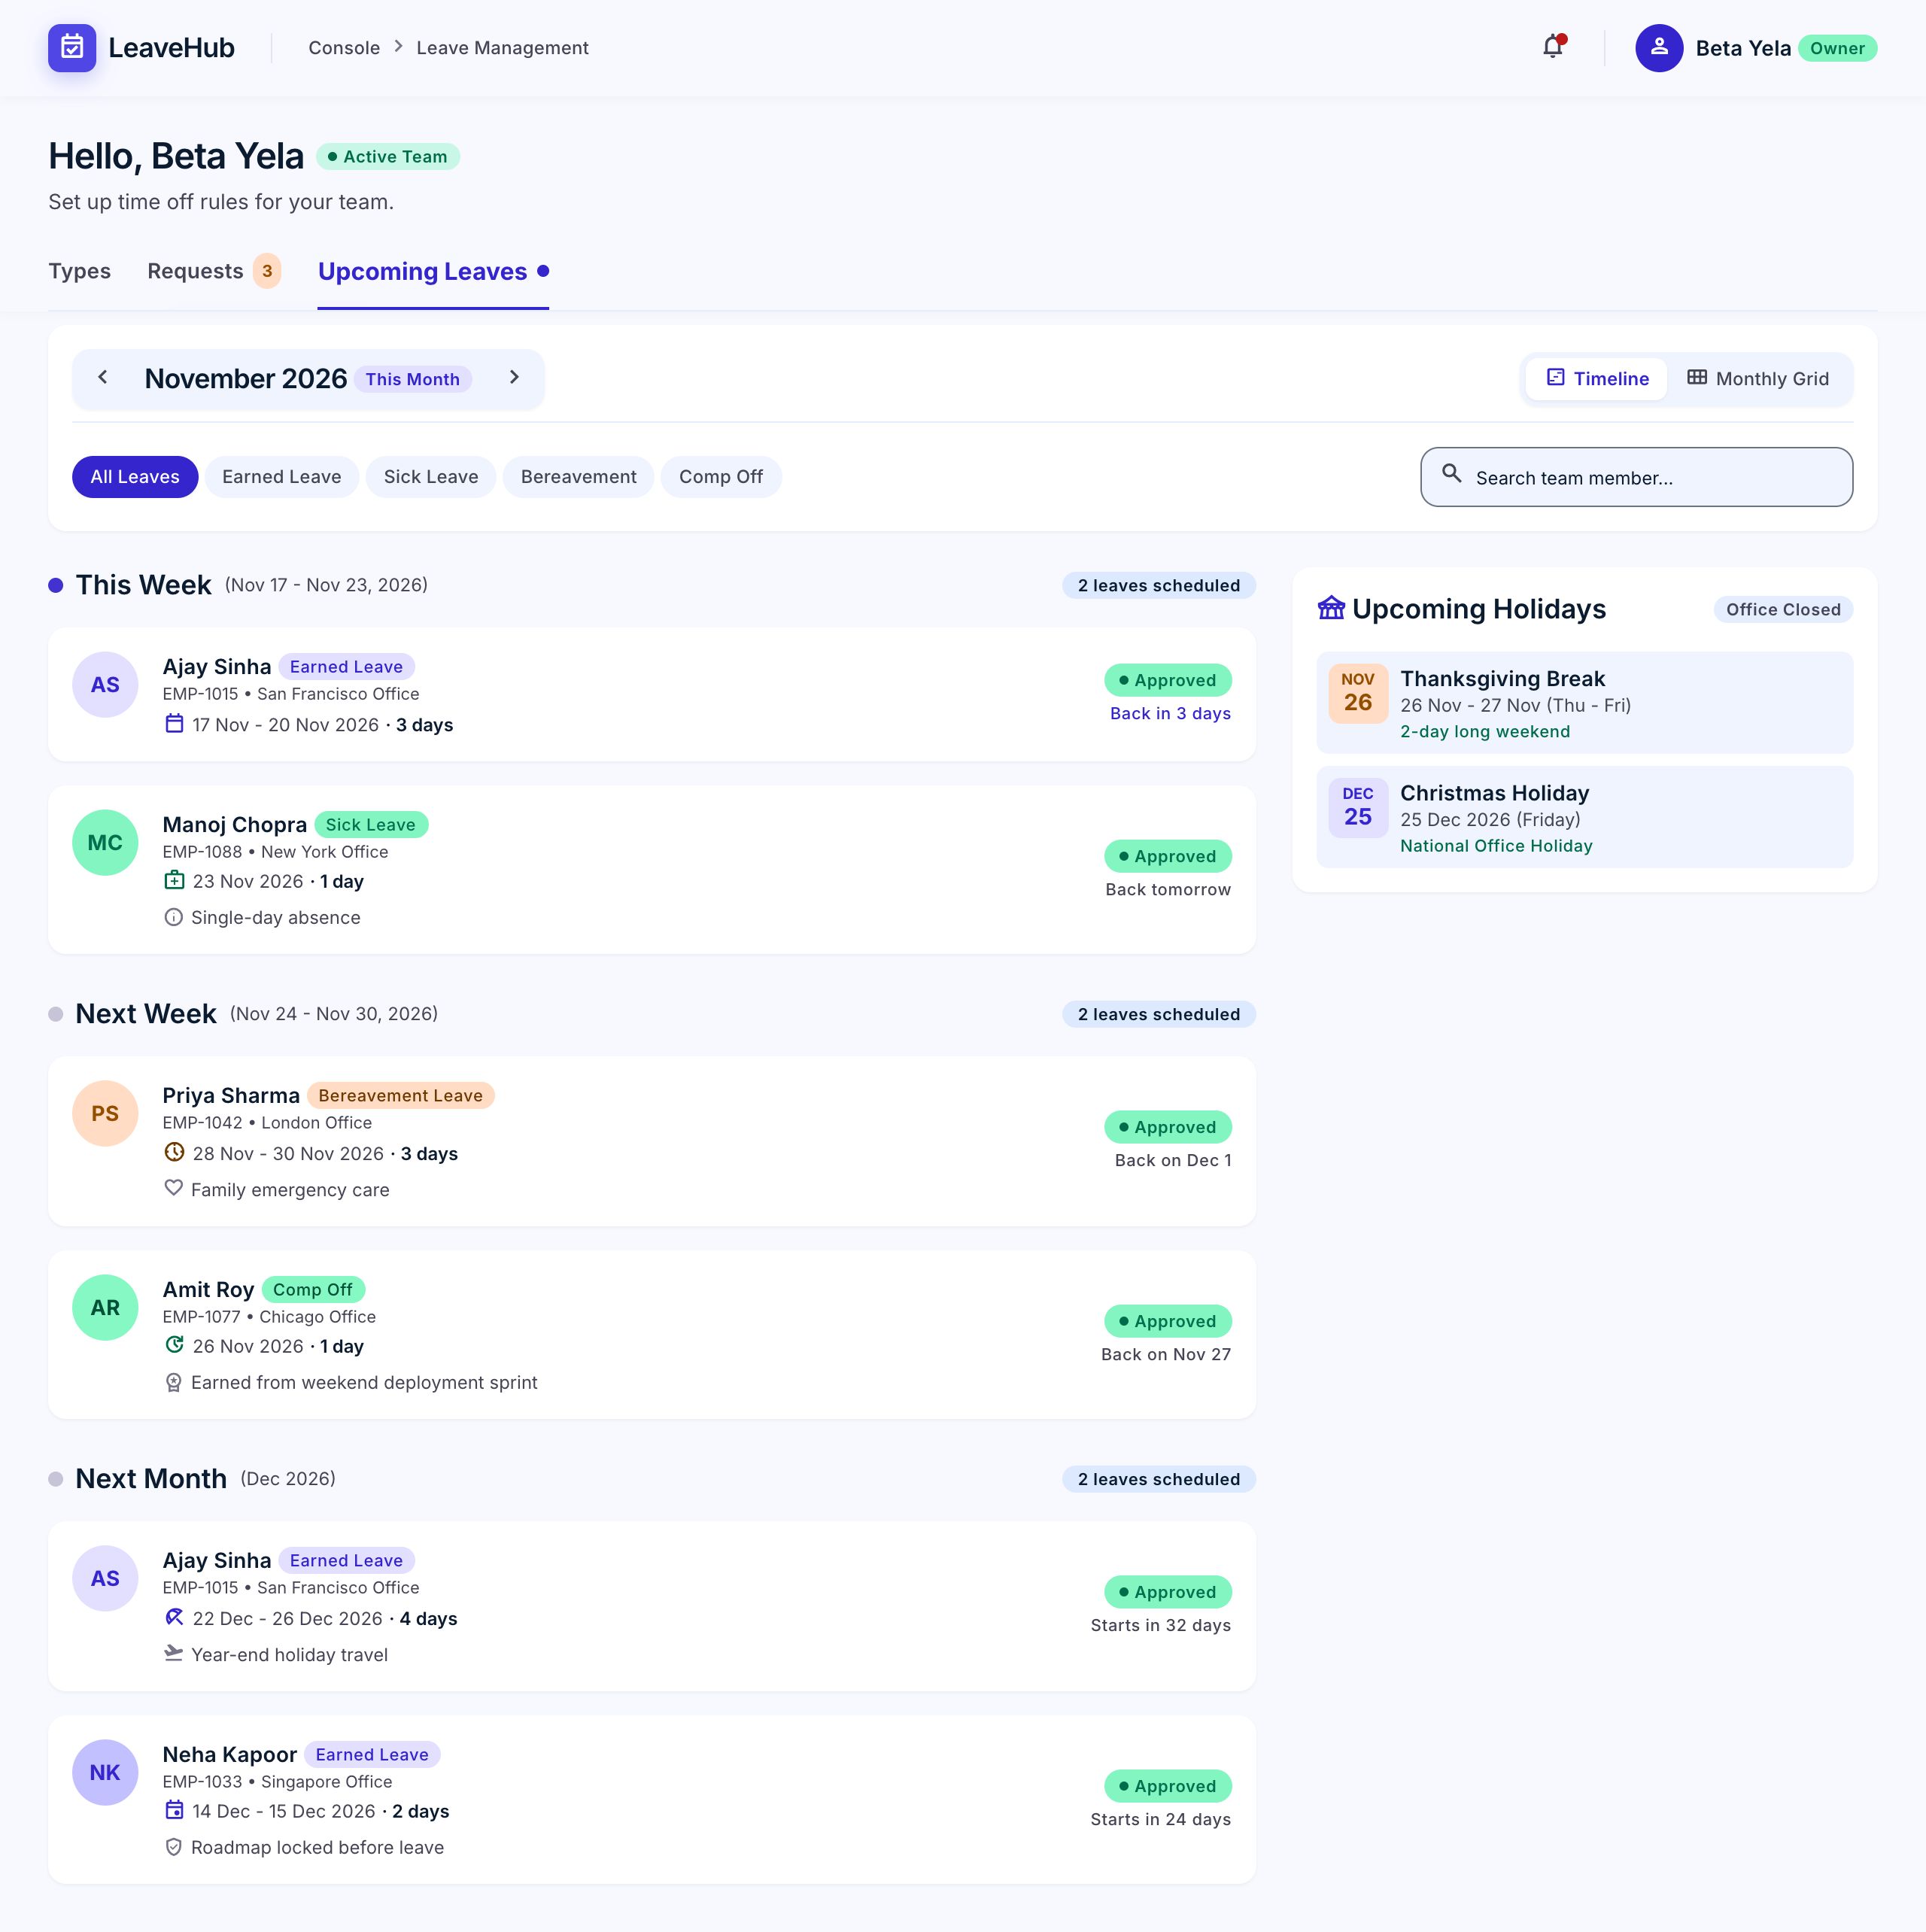 LeaveHub
Console > Leave Management
Beta Yela Owner
Hello, Beta Yela • Active Team
Set up time off rules for your team.
Types Requests 3 Upcoming Leaves
November 2026 This Month
Timeline Monthly Grid
All Leaves Earned Leave Sick Leave Bereavement Comp Off
Search team member...
This Week (Nov 17 - Nov 23, 2026) 2 leaves scheduled
AS
Ajay Sinha Earned Leave
EMP-1015 • San Francisco Office
17 Nov - 20 Nov 2026 · 3 days
• Approved
Back in 3 days
MC
Manoj Chopra Sick Leave
EMP-1088 • New York Office
23 Nov 2026 · 1 day
Single-day absence
• Approved
Back tomorrow
Next Week (Nov 24 - Nov 30, 2026) 2 leaves scheduled
PS
Priya Sharma Bereavement Leave
EMP-1042 • London Office
28 Nov - 30 Nov 2026 · 3 days
Family emergency care
• Approved
Back on Dec 1
AR
Amit Roy Comp Off
EMP-1077 • Chicago Office
26 Nov 2026 · 1 day
Earned from weekend deployment sprint
• Approved
Back on Nov 27
Next Month (Dec 2026) 2 leaves scheduled
AS
Ajay Sinha Earned Leave
EMP-1015 • San Francisco Office
22 Dec - 26 Dec 2026 · 4 days
Year-end holiday travel
• Approved
Starts in 32 days
NK
Neha Kapoor Earned Leave
EMP-1033 • Singapore Office
14 Dec - 15 Dec 2026 · 2 days
Roadmap locked before leave
• Approved
Starts in 24 days
Upcoming Holidays Office Closed
NOV
26
Thanksgiving Break
26 Nov - 27 Nov (Thu - Fri)
2-day long weekend
DEC
25
Christmas Holiday
25 Dec 2026 (Friday)
National Office Holiday